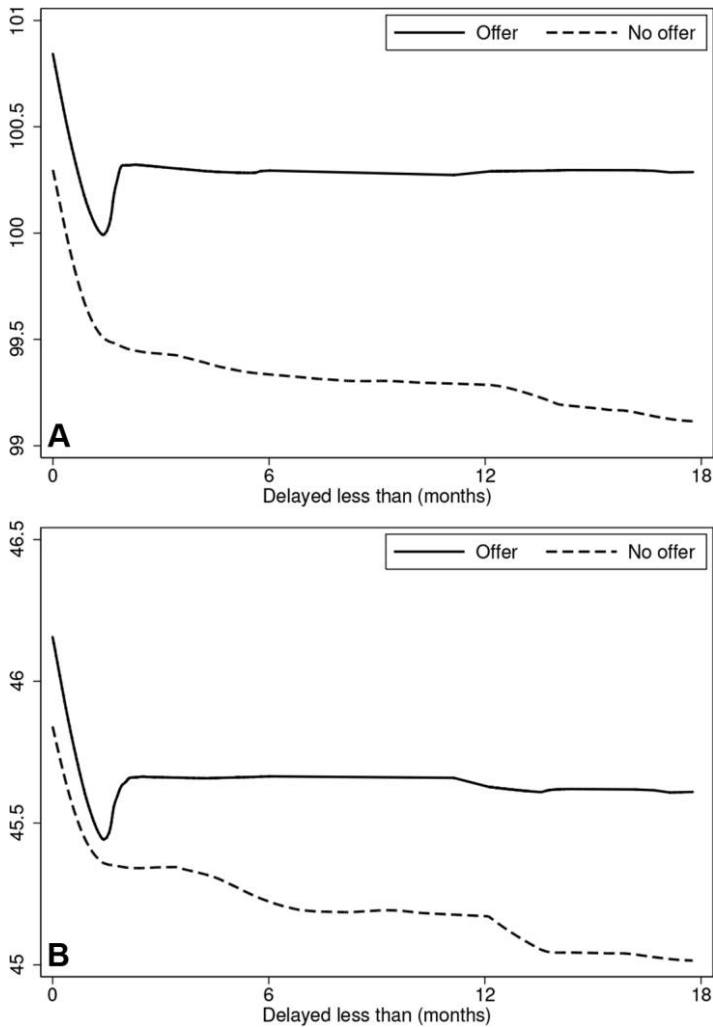 101
Offer No offer
100.5
100
99.5
99
A
0 6 12 18
Delayed less than (months)
46.5
Offer No offer
46
45.5
45
B
0 6 12 18
Delayed less than (months)